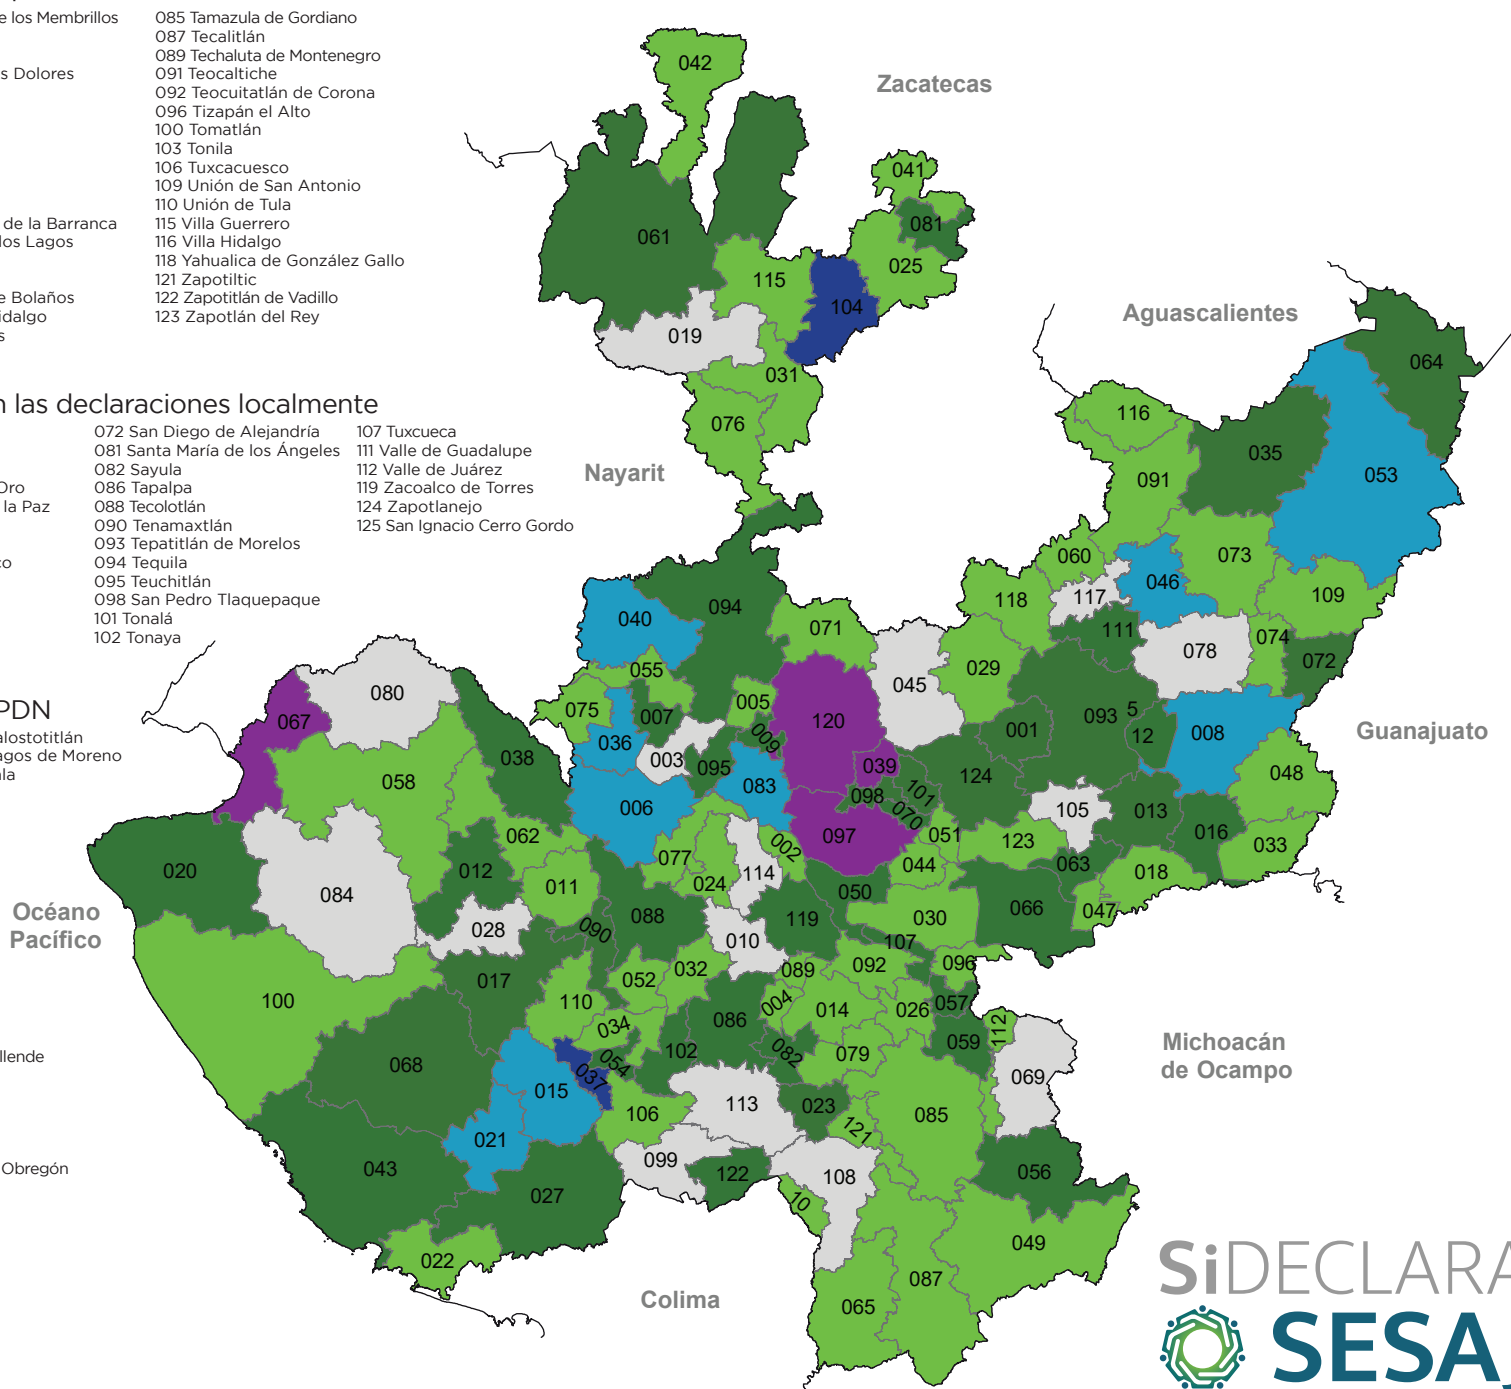 e los Membrillos
s Dolores
de la Barranca
los Lagos
e Bolaños
idalgo
s
085 Tamazula de Gordiano
087 Tecalitlán
089 Techaluta de Montenegro
091 Teocaltiche
092 Teocuitatlán de Corona
096 Tizapán el Alto
100 Tomatlán
103 Tonila
106 Tuxcacuesco
109 Unión de San Antonio
110 Unión de Tula
115 Villa Guerrero
116 Villa Hidalgo
118 Yahualica de González Gallo
121 Zapotiltic
122 Zapotitlán de Vadillo
123 Zapotlán del Rey
n las declaraciones localmente
Oro
la Paz
co
072 San Diego de Alejandría
081 Santa María de los Ángeles
082 Sayula
086 Tapalpa
088 Tecolotlán
090 Tenamaxtlán
093 Tepatitlán de Morelos
094 Tequila
095 Teuchitlán
098 San Pedro Tlaquepaque
101 Tonalá
102 Tonaya
107 Tuxcueca
111 Valle de Guadalupe
112 Valle de Juárez
119 Zacoalco de Torres
124 Zapotlanejo
125 San Ignacio Cerro Gordo
PDN
alostotitlán
agos de Moreno
ala
llende
Obregón
Zacatecas
Aguascalientes
Nayarit
Guanajuato
Océano
Pacífico
Michoacán
de Ocampo
Colima
042
041
081
061
025
115
104
019
031
076
064
116
035
053
091
073
060
046
117
109
118
111
074
078
072
040
094
071
055
045
029
080
067
075
007
005
120
093
5
12
001
008
036
009
003
095
039
038
058
083
124
048
006
098
101
070
105
013
097
016
062
051
123
033
077
002
044
063
018
020
012
011
024
114
050
084
066
047
088
119
030
028
090
010
107
017
052
032
089
092
096
100
110
004
014
026
057
034
086
112
059
068
054
102
082
079
069
037
015
113
023
106
121
085
021
043
099
122
108
056
027
10
049
022
087
065
SiDECLARA
SESAJ